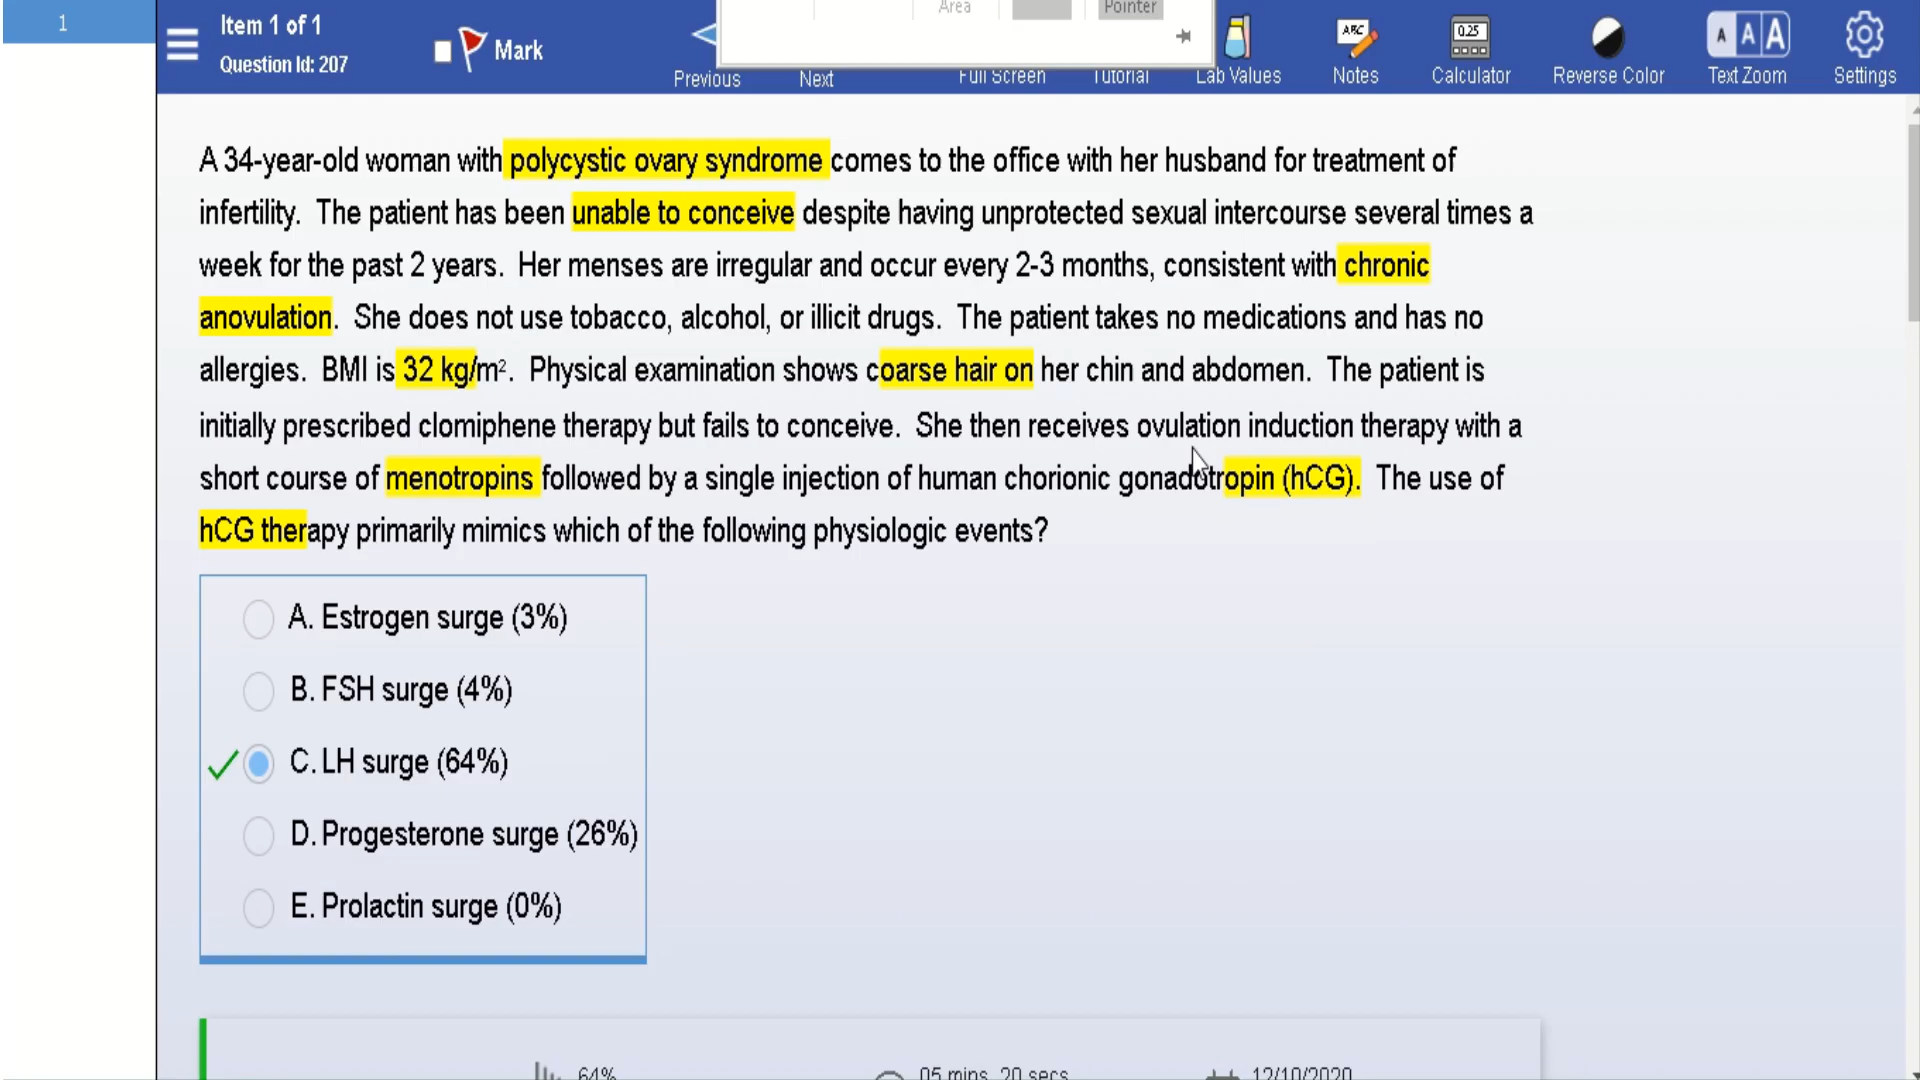 1
Item 1 of 1
Question Id: 207
Mark
Previous
Next
Area
Pointer
Full Screen
Tutorial
Lab Values
ABC
Notes
0.25
Calculator
Reverse Color
A A A
Text Zoom
Settings
A 34-year-old woman with polycystic ovary syndrome comes to the office with her husband for treatment of
infertility. The patient has been unable to conceive despite having unprotected sexual intercourse several times a
week for the past 2 years. Her menses are irregular and occur every 2-3 months, consistent with chronic
anovulation. She does not use tobacco, alcohol, or illicit drugs. The patient takes no medications and has no
allergies. BMI is 32 kg/m². Physical examination shows coarse hair on her chin and abdomen. The patient is
initially prescribed clomiphene therapy but fails to conceive. She then receives ovulation induction therapy with a
short course of menotropins followed by a single injection of human chorionic gonadotropin (hCG). The use of
hCG therapy primarily mimics which of the following physiologic events?
A. Estrogen surge (3%)
B. FSH surge (4%)
C. LH surge (64%)
D. Progesterone surge (26%)
E. Prolactin surge (0%)
64%
05 mins, 20 secs
12/10/2020